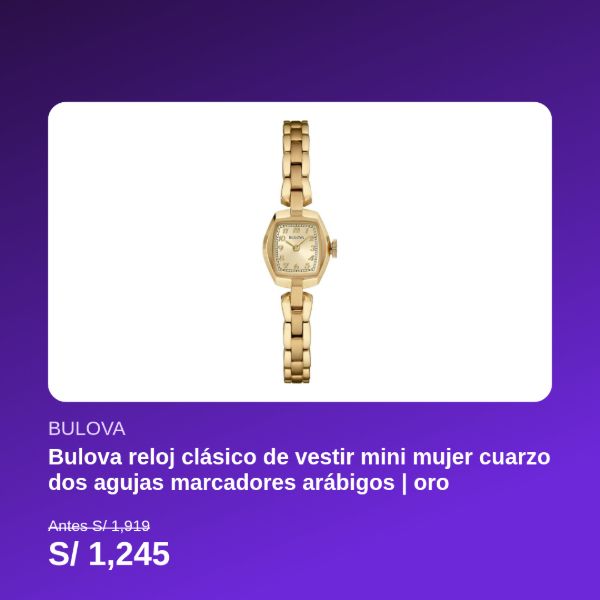 BULOVA
BULOVA
Bulova reloj clásico de vestir mini mujer cuarzo
dos agujas marcadores arábigos | oro
Antes S/ 1,919
S/ 1,245